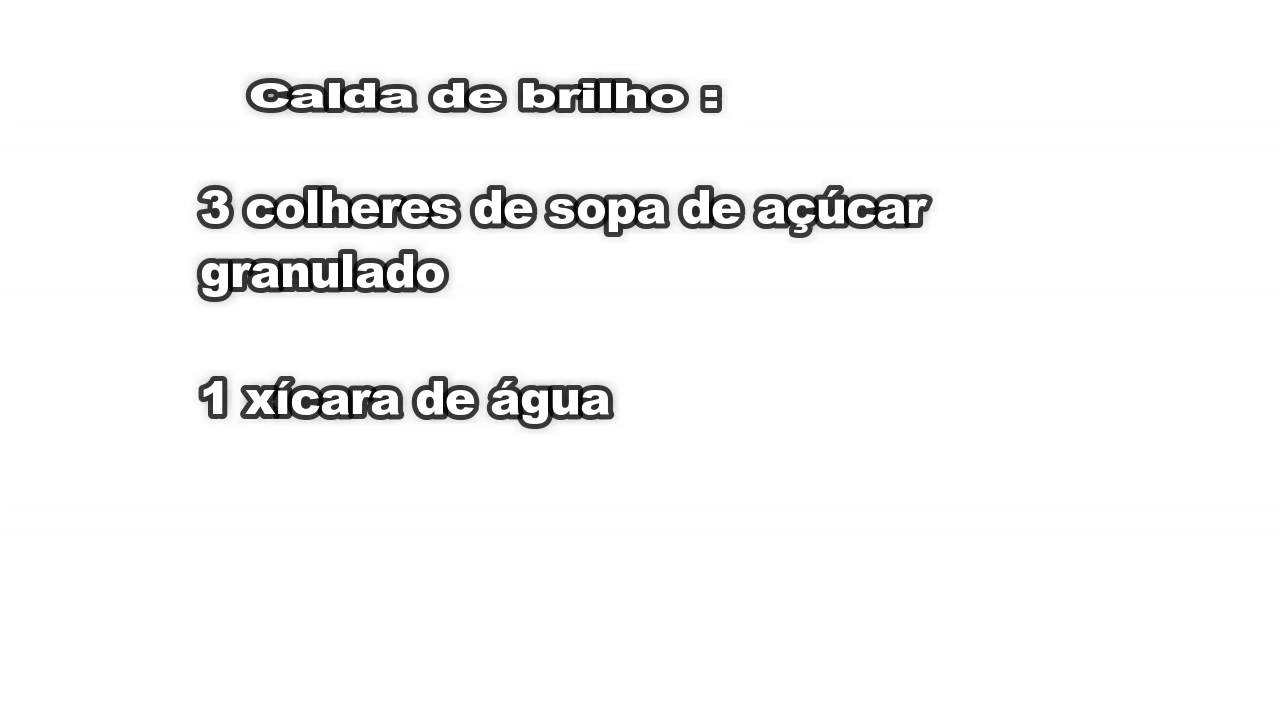 Calda de brilho :
3 colheres de sopa de açúcar
granulado
1 xícara de água